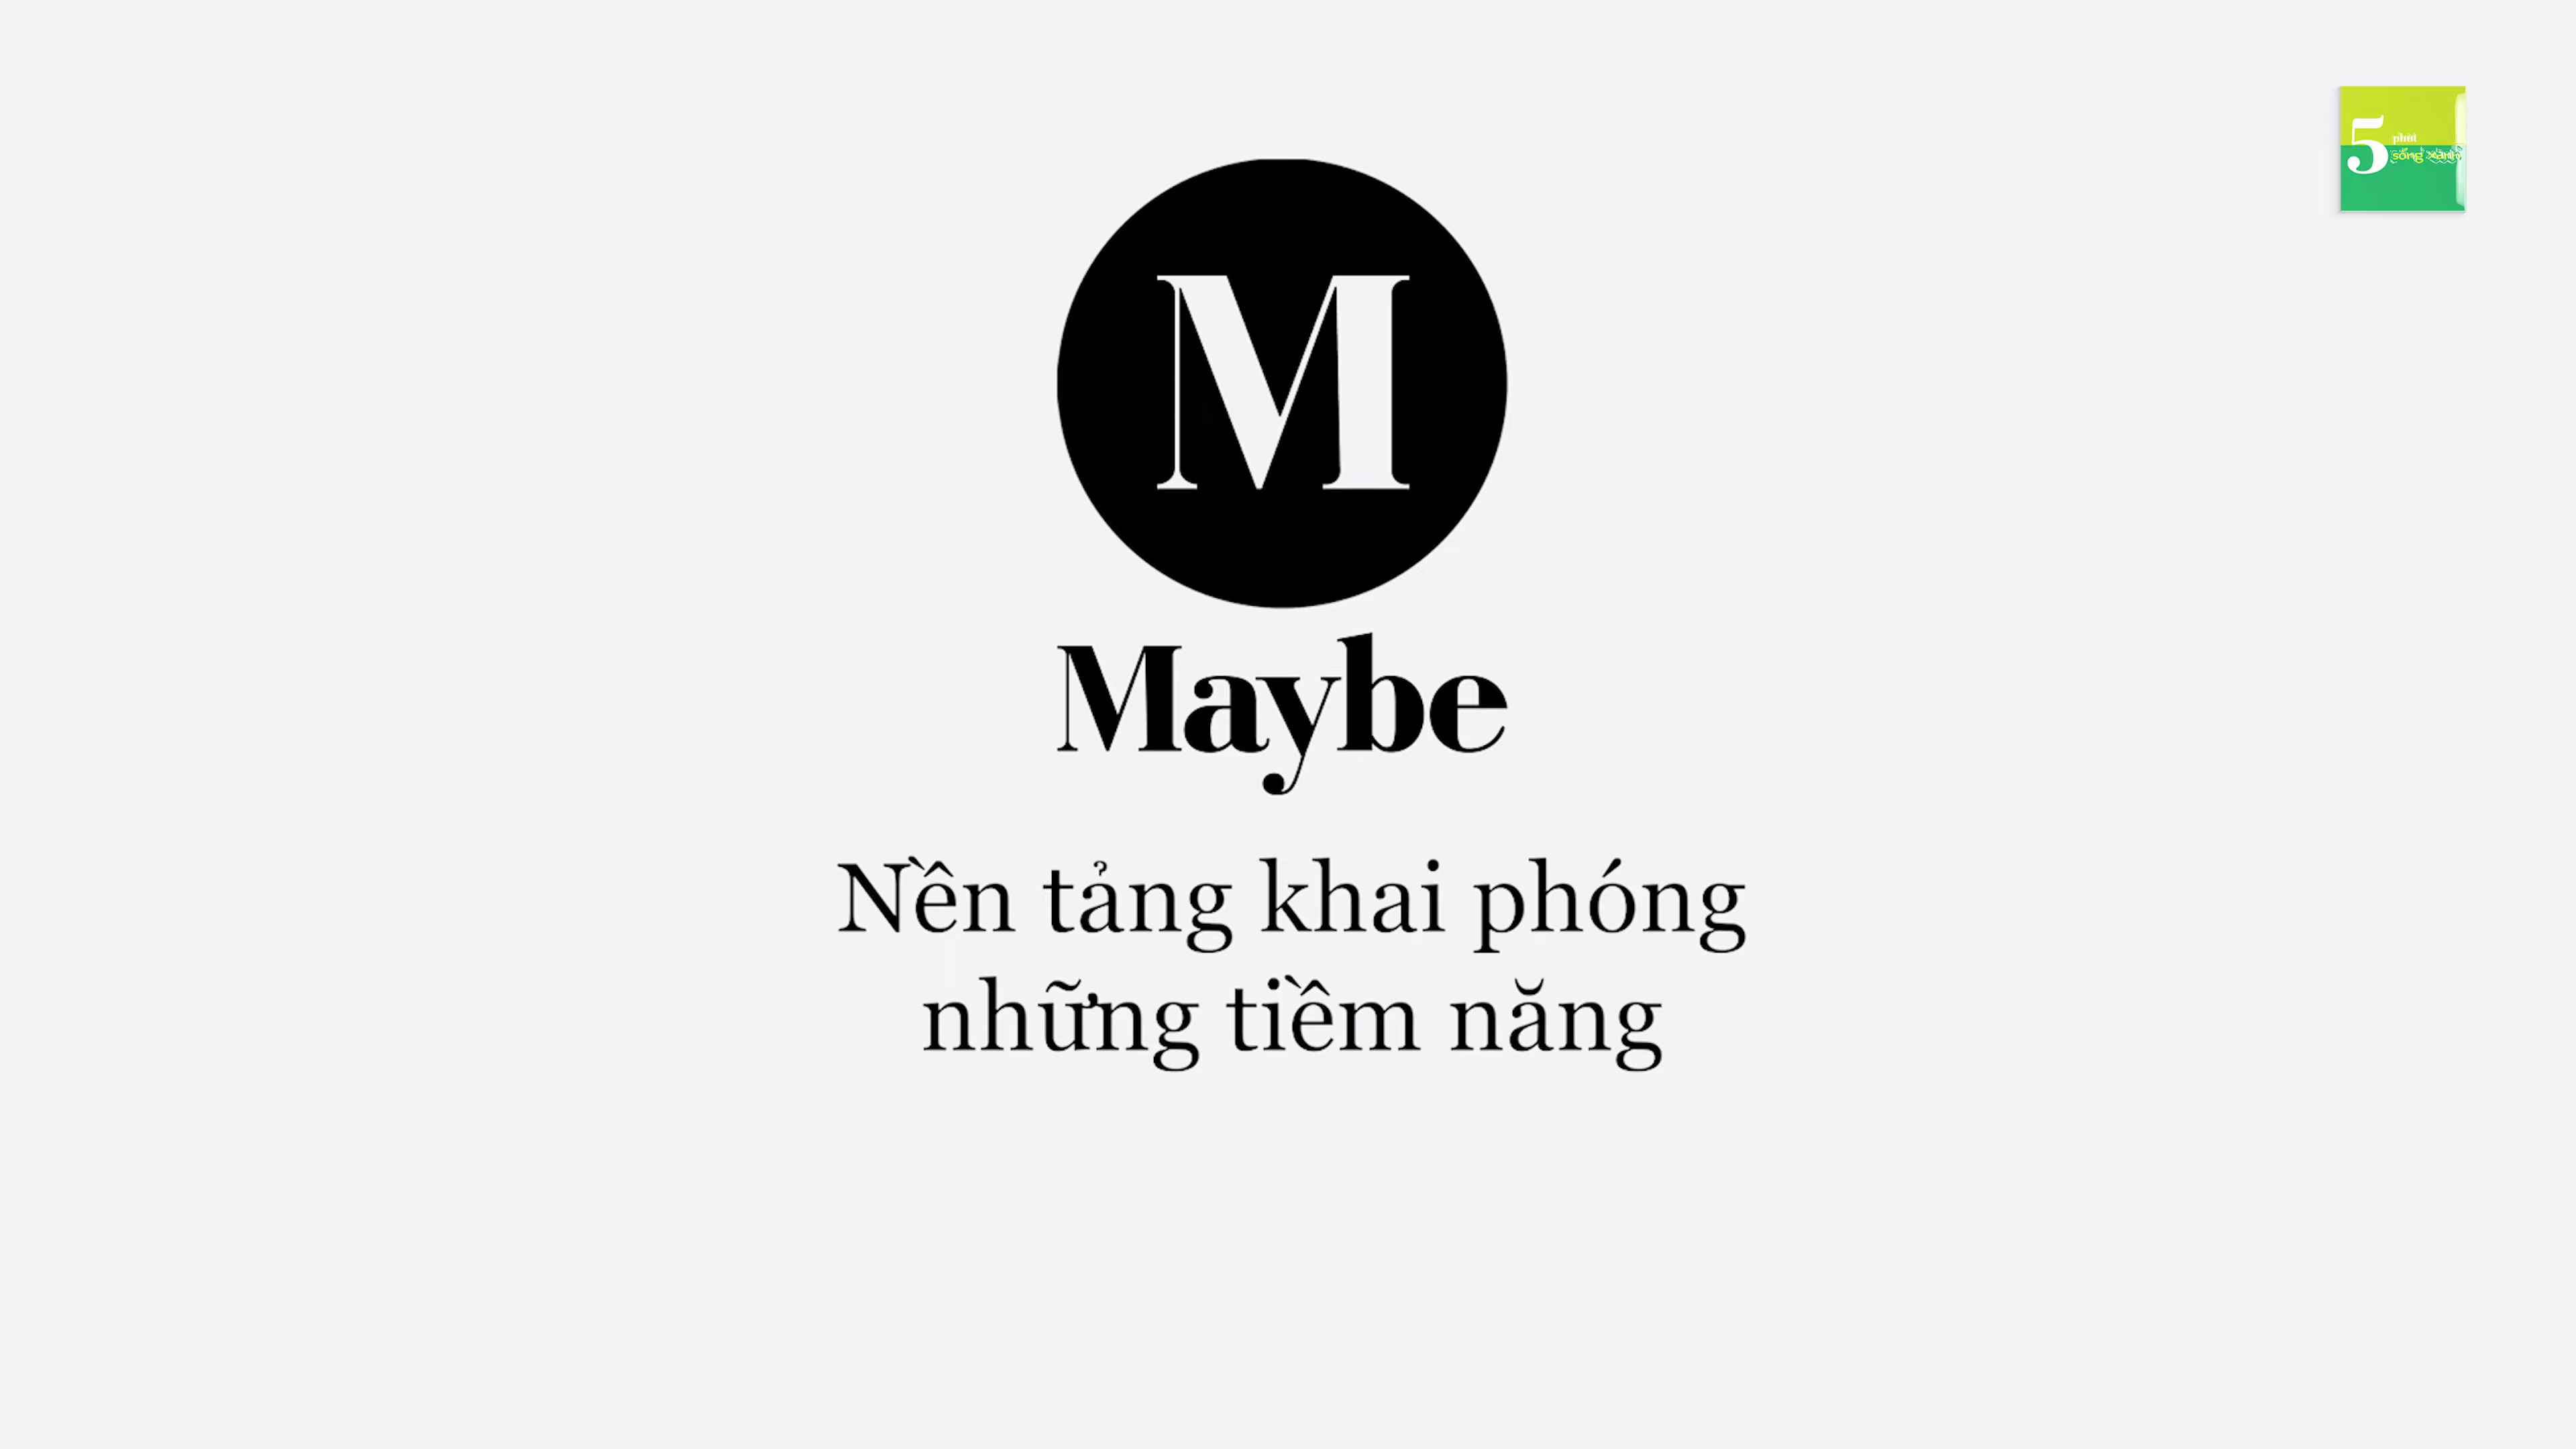 5 phút
sống xanh
M
Maybe
Nền tảng khai phóng
những tiềm năng